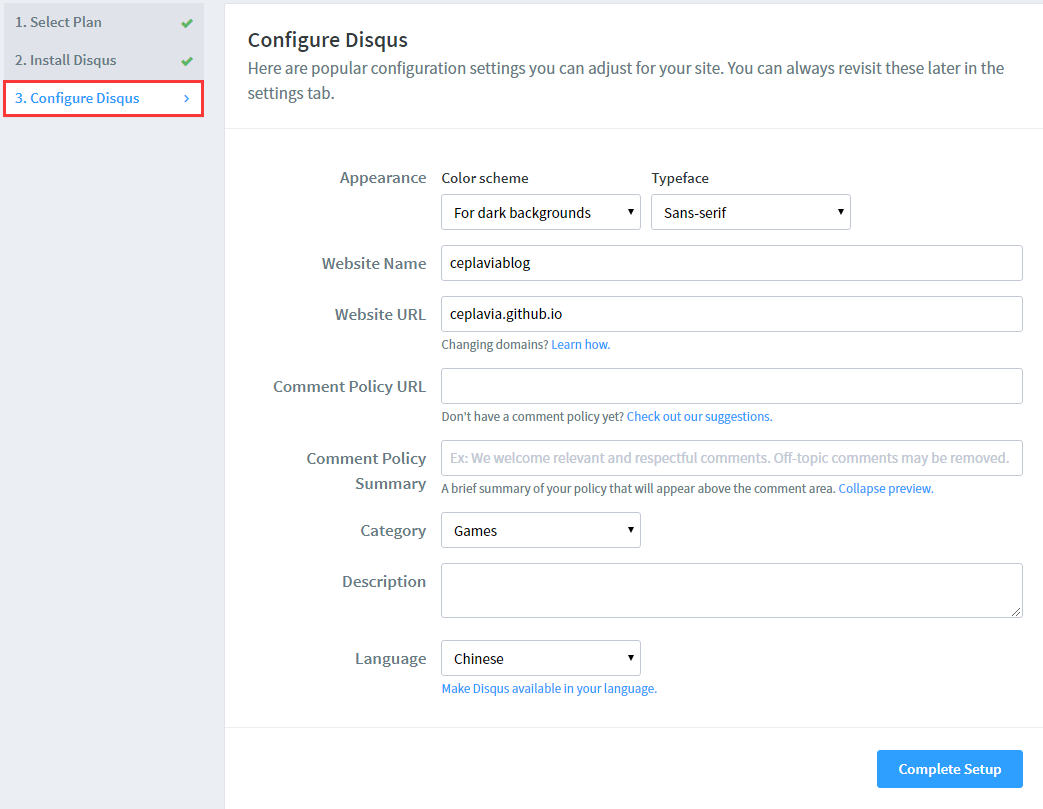 1. Select Plan
2. Install Disqus
3. Configure Disqus
Configure Disqus
Here are popular configuration settings you can adjust for your site. You can always revisit these later in the
settings tab.
Appearance
Color scheme
Typeface
For dark backgrounds
Sans-serif
Website Name
ceplaviablog
Website URL
ceplavia.github.io
Changing domains? Learn how.
Comment Policy URL
Don't have a comment policy yet? Check out our suggestions.
Comment Policy
Summary
Ex: We welcome relevant and respectful comments. Off-topic comments may be removed.
A brief summary of your policy that will appear above the comment area. Collapse preview.
Category
Games
Description
Language
Chinese
Make Disqus available in your language.
Complete Setup